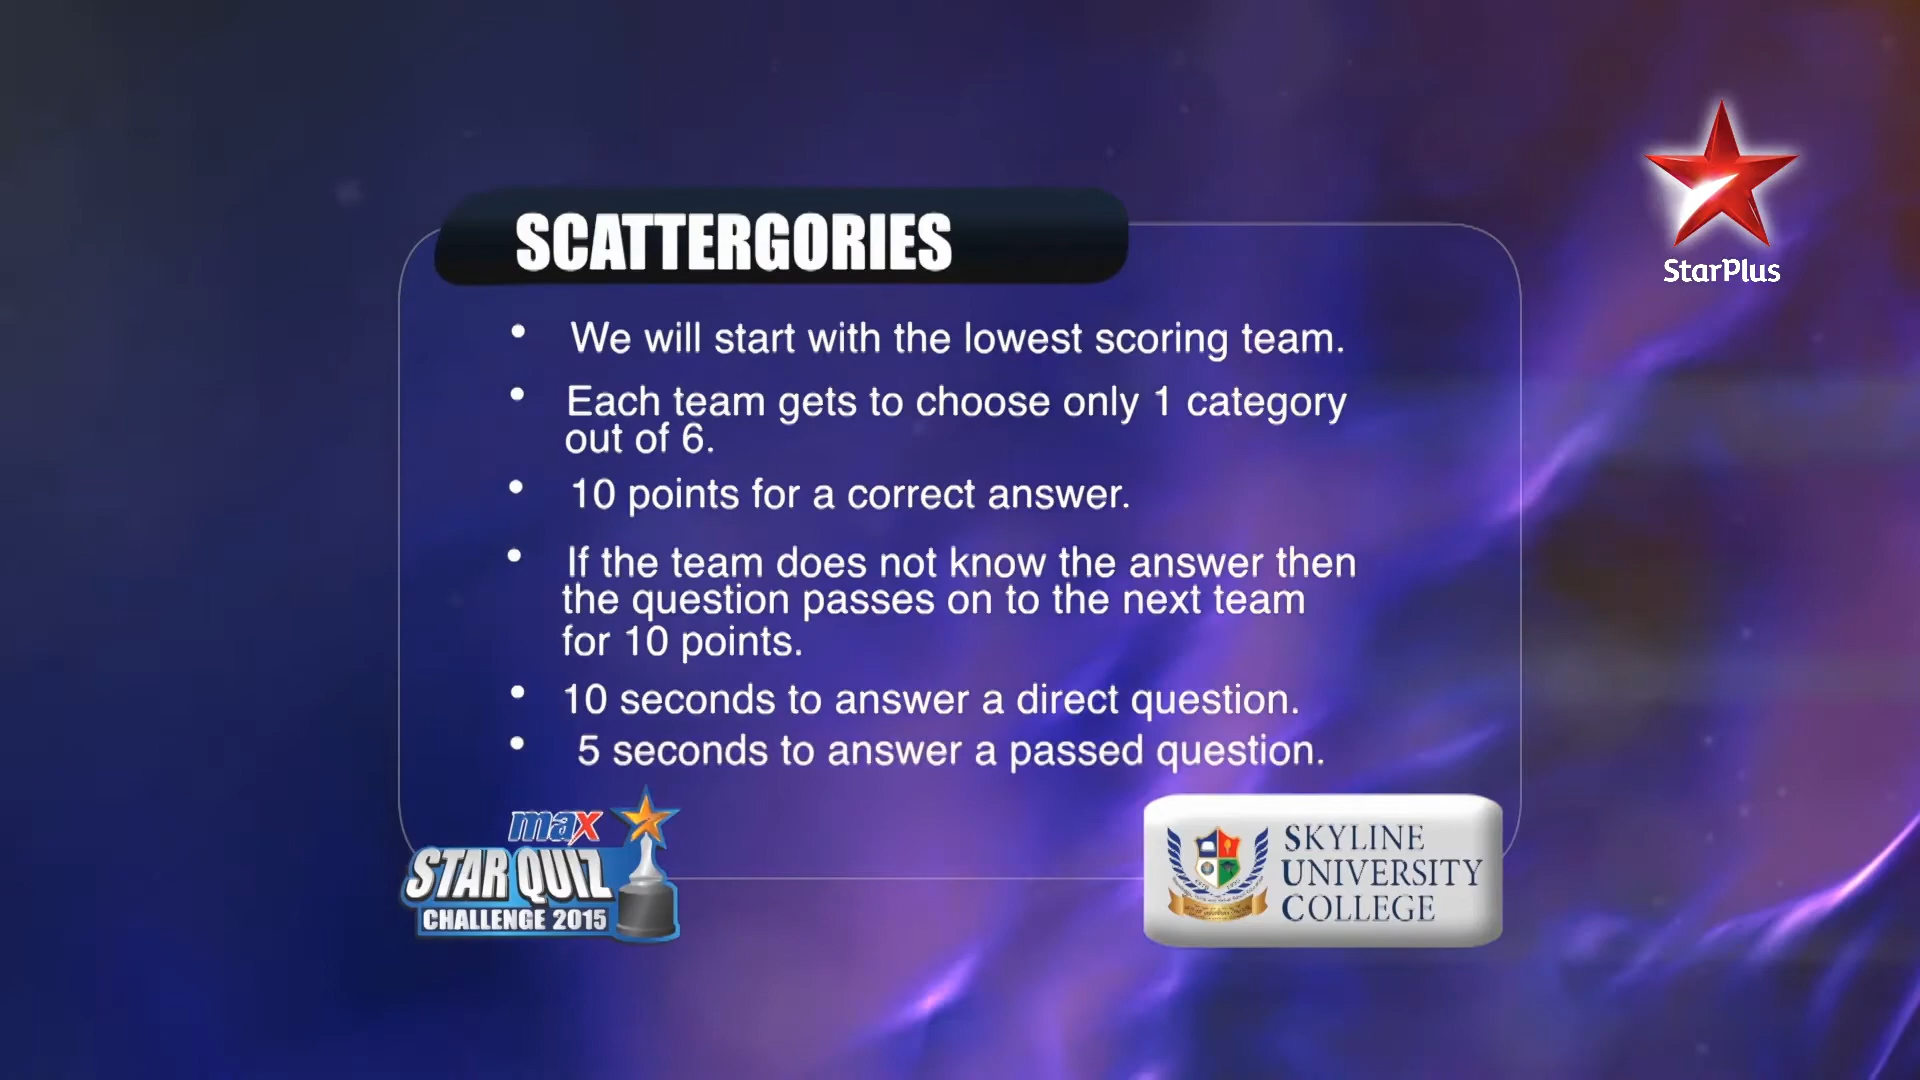 StarPlus
SCATTERGORIES
• We will start with the lowest scoring team.
• Each team gets to choose only 1 category
out of 6.
• 10 points for a correct answer.
• If the team does not know the answer then
the question passes on to the next team
for 10 points.
• 10 seconds to answer a direct question.
• 5 seconds to answer a passed question.
max
STAR QUIZ
CHALLENGE 2015
SKYLINE
UNIVERSITY
COLLEGE